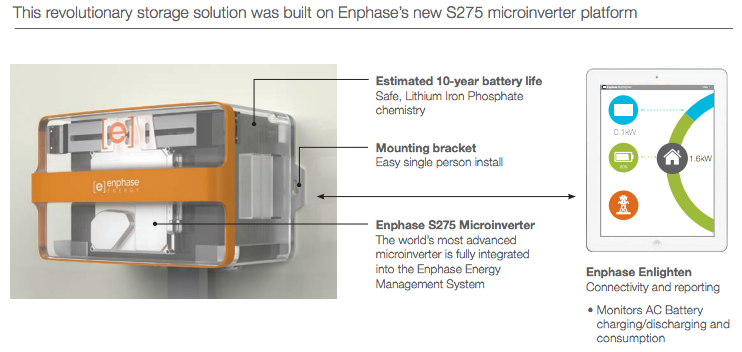 This revolutionary storage solution was built on Enphase's new S275 microinverter platform
Estimated 10-year battery life
Safe, Lithium Iron Phosphate
chemistry
Mounting bracket
Easy single person install
[e]
[e] enphase
ENERGY
Enphase S275 Microinverter
The world's most advanced
microinverter is fully integrated
into the Enphase Energy
Management System
0.1kW
1.6kW
Enphase Enlighten
Connectivity and reporting
• Monitors AC Battery
charging/discharging and
consumption